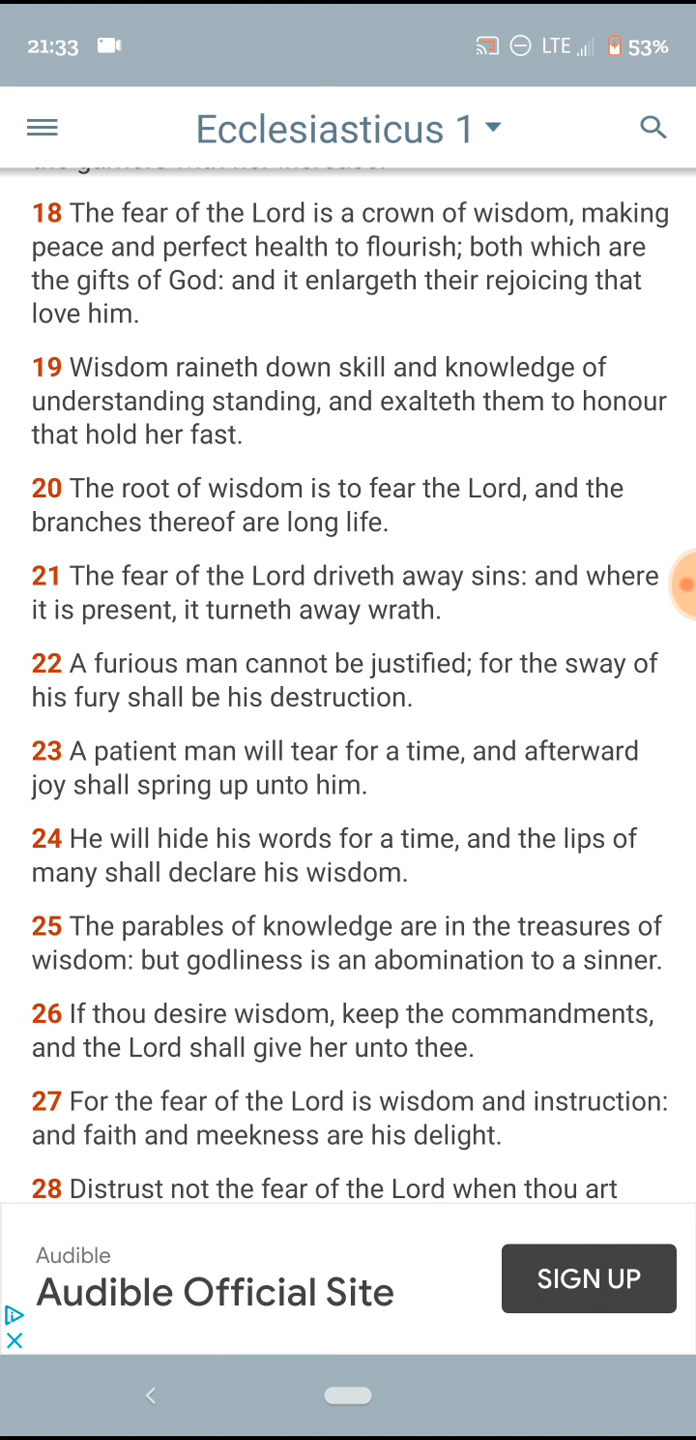 21:33 LTE 53%
Ecclesiasticus 1
18 The fear of the Lord is a crown of wisdom, making
peace and perfect health to flourish; both which are
the gifts of God: and it enlargeth their rejoicing that
love him.
19 Wisdom raineth down skill and knowledge of
understanding standing, and exalteth them to honour
that hold her fast.
20 The root of wisdom is to fear the Lord, and the
branches thereof are long life.
21 The fear of the Lord driveth away sins: and where
it is present, it turneth away wrath.
22 A furious man cannot be justified; for the sway of
his fury shall be his destruction.
23 A patient man will tear for a time, and afterward
joy shall spring up unto him.
24 He will hide his words for a time, and the lips of
many shall declare his wisdom.
25 The parables of knowledge are in the treasures of
wisdom: but godliness is an abomination to a sinner.
26 If thou desire wisdom, keep the commandments,
and the Lord shall give her unto thee.
27 For the fear of the Lord is wisdom and instruction:
and faith and meekness are his delight.
28 Distrust not the fear of the Lord when thou art
Audible
Audible Official Site
SIGN UP